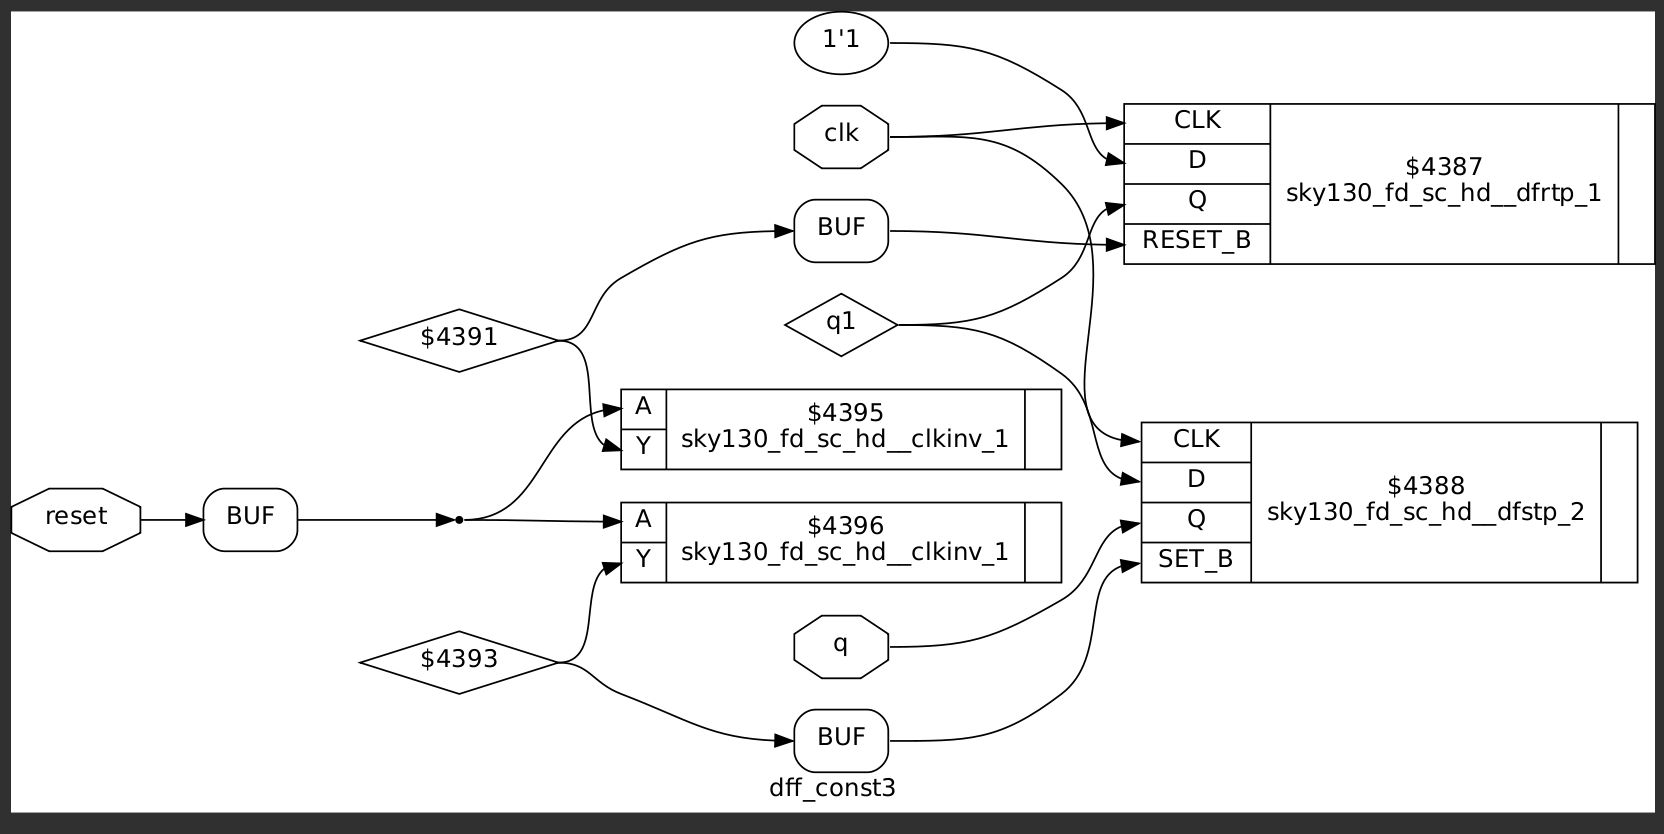 1'1
clk
CLK
D
Q
RESET_B
$4387
sky130_fd_sc_hd__dfrtp_1
BUF
q1
$4391
A
Y
$4395
sky130_fd_sc_hd__clkinv_1
reset
BUF
A
Y
$4396
sky130_fd_sc_hd__clkinv_1
CLK
D
Q
SET_B
$4388
sky130_fd_sc_hd__dfstp_2
q
$4393
BUF
dff_const3